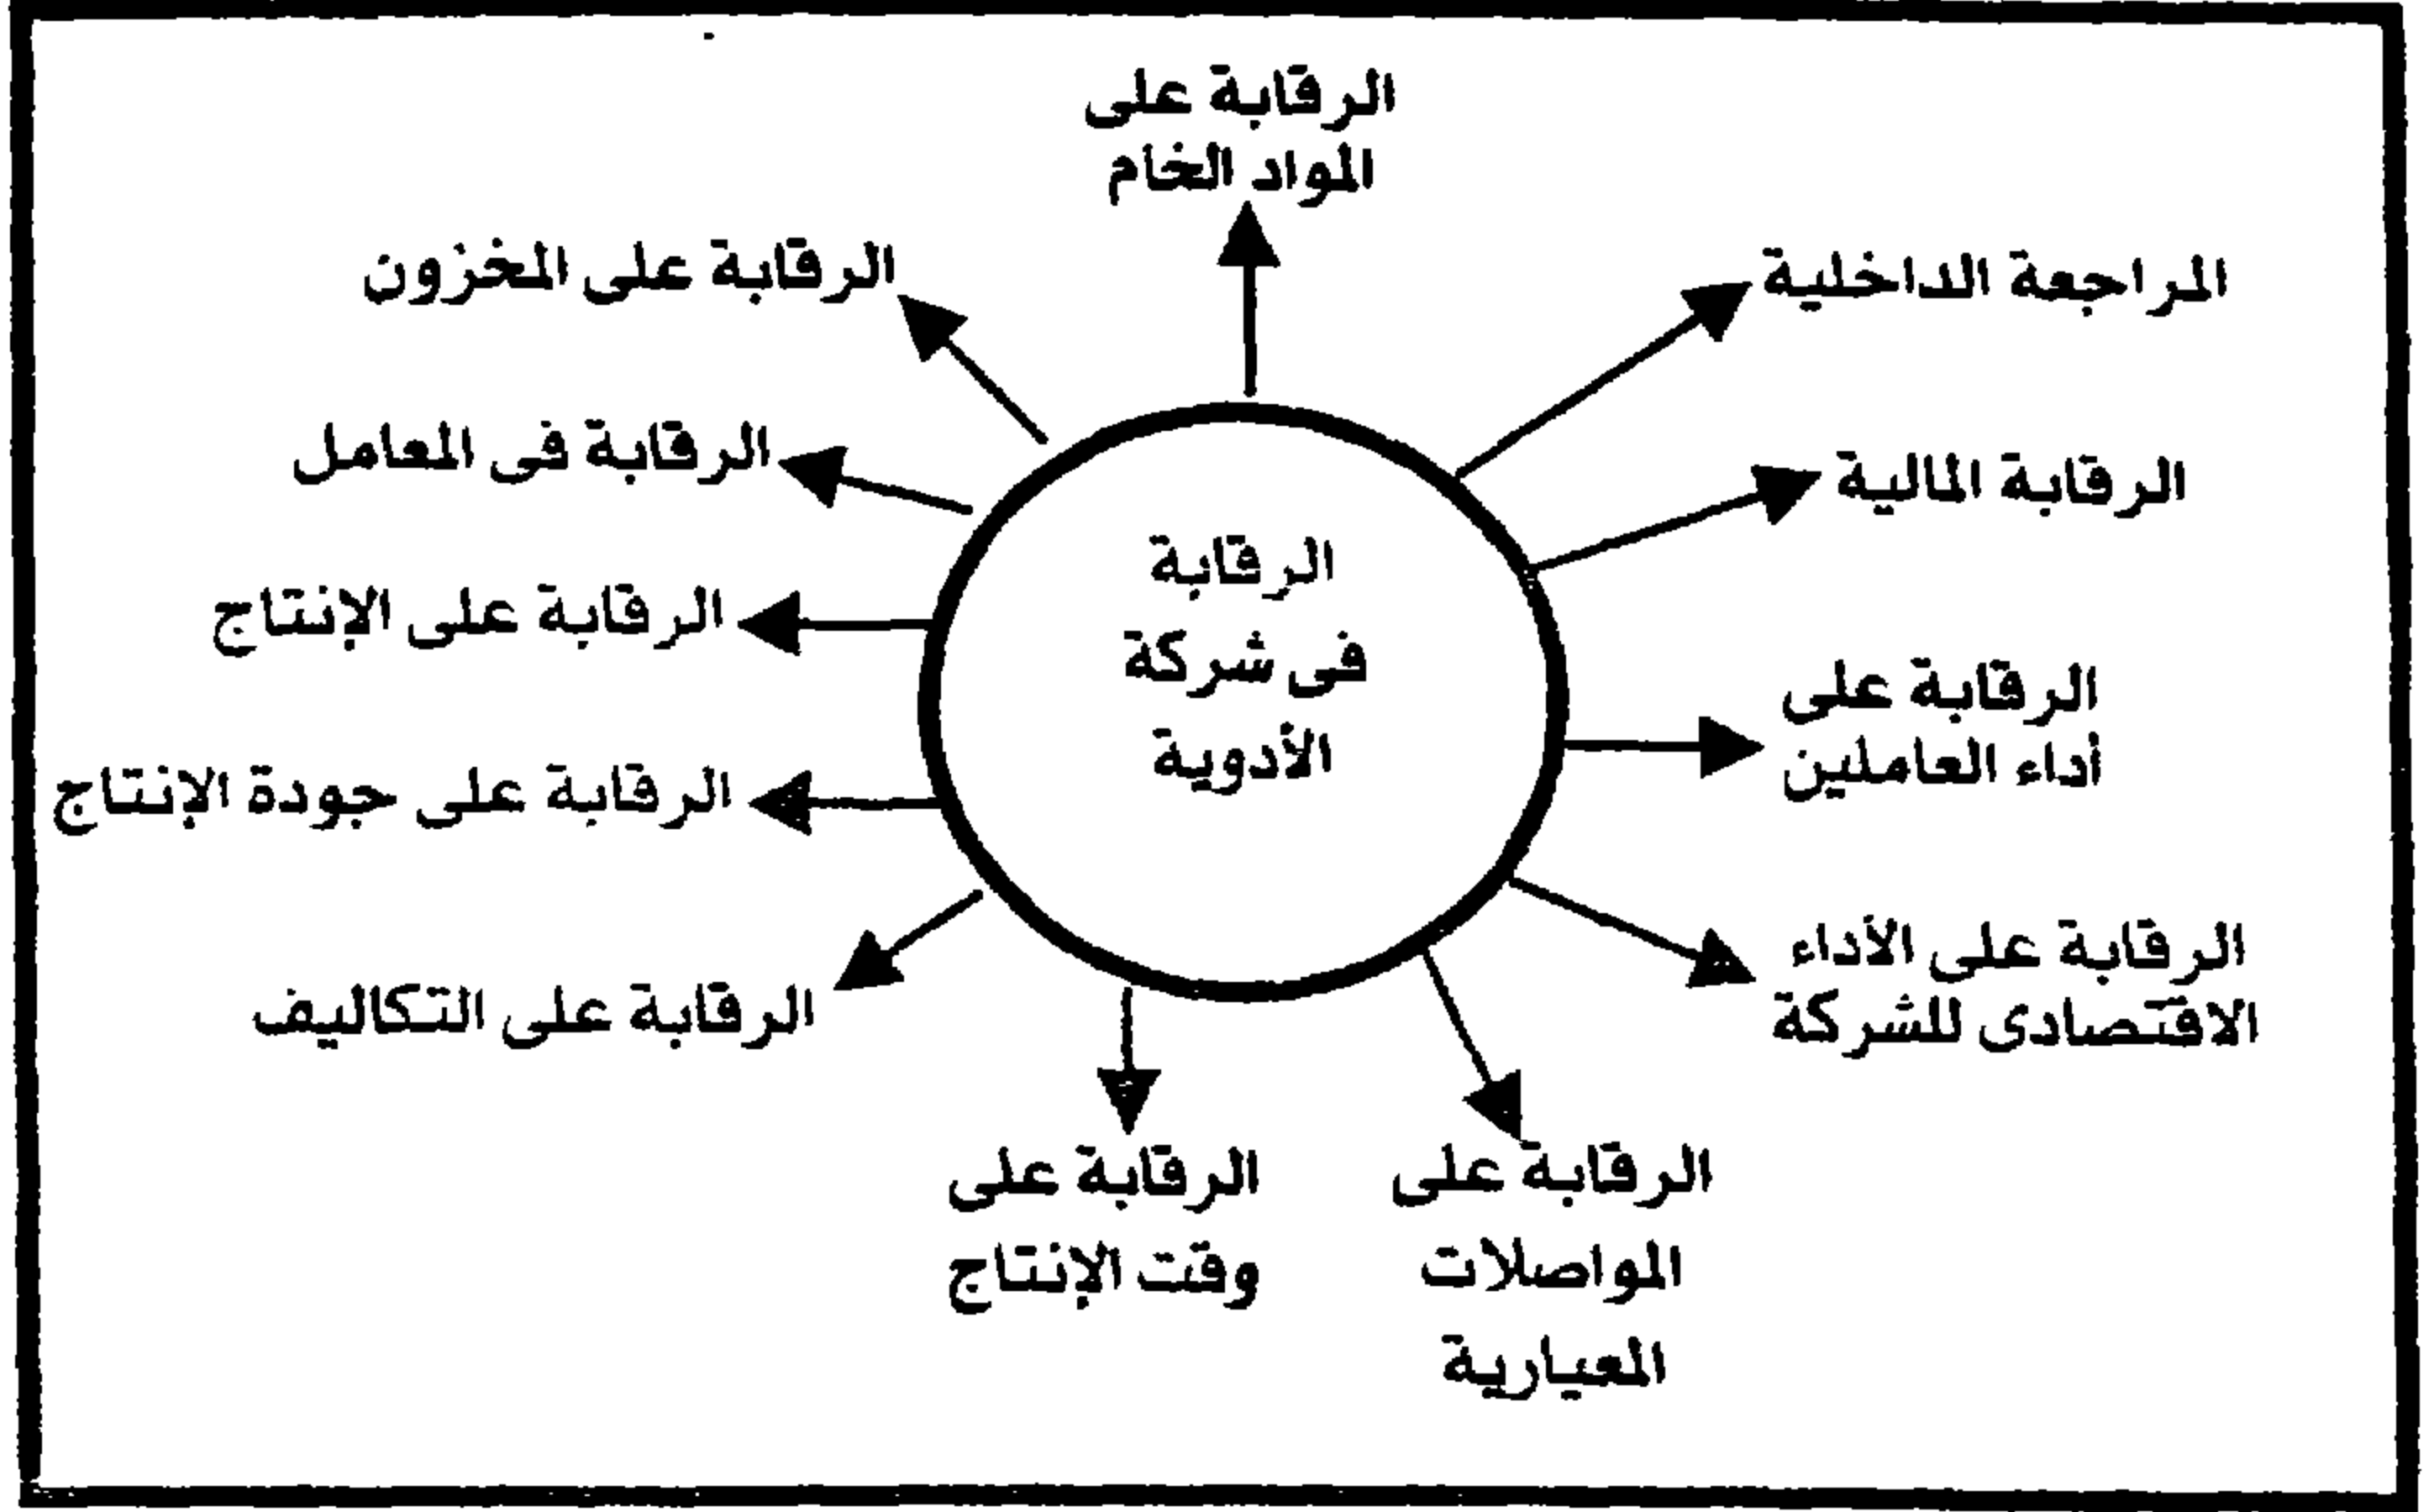 الرقابة على
المواد الخام
المراجعة الداخلية
الرقابة المالية
الرقابة على
أداء العاملين
الرقابة على الأداء
الاقتصادى للشركة
الرقابة على
المواصلات
المعيارية
الرقابة على
وقت الإنتاج
الرقابة على التكاليف
الرقابة على جودة الإنتاج
الرقابة على الإنتاج
الرقابة فى المعامل
الرقابة على المخزون
الرقابة
فى شركة
الأدوية